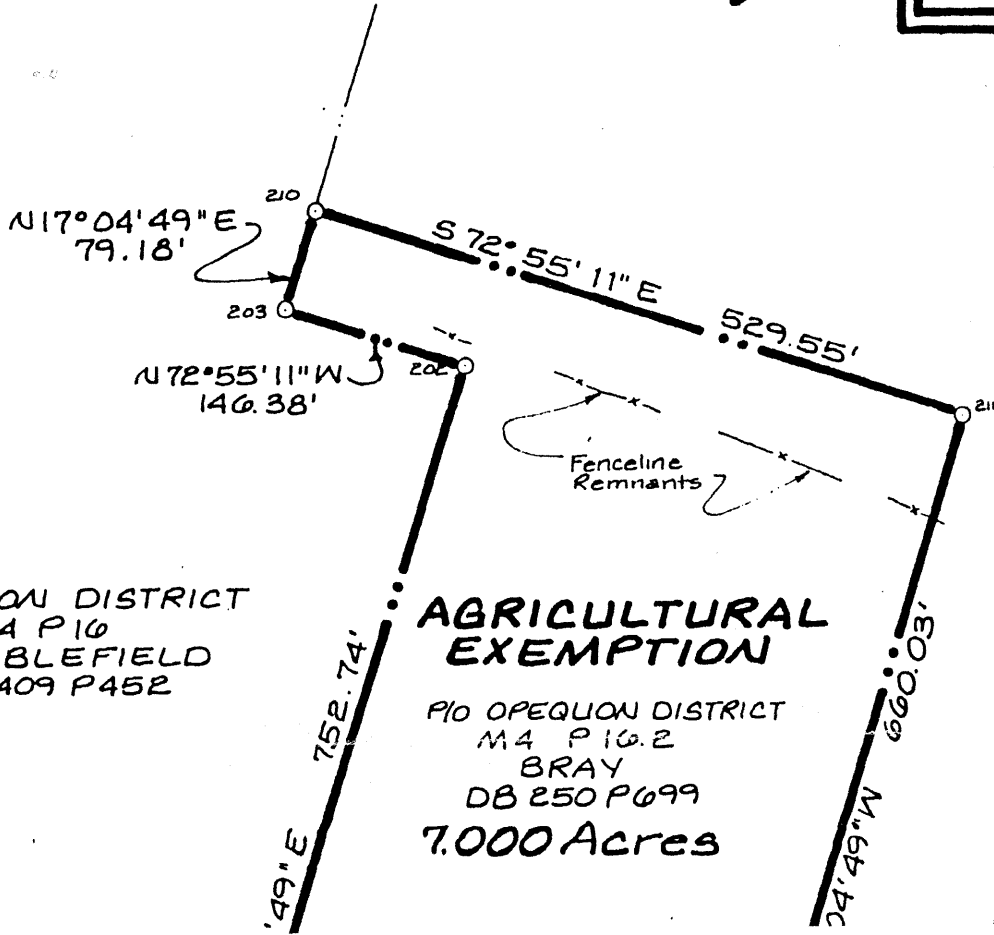 210
N17°04'49"E
79.18'
S 72° 55' 11" E
529.55'
203
202
211
N72°55'11"W
146.38'
Fenceline
Remnants
ON DISTRICT
4 P16
BLEFIELD
409 P452
752.74'
'49" E
AGRICULTURAL
EXEMPTION
P/O OPEQUON DISTRICT
M4 P 16.2
BRAY
DB 250 P699
7.000 Acres
660.03'
04'49"W